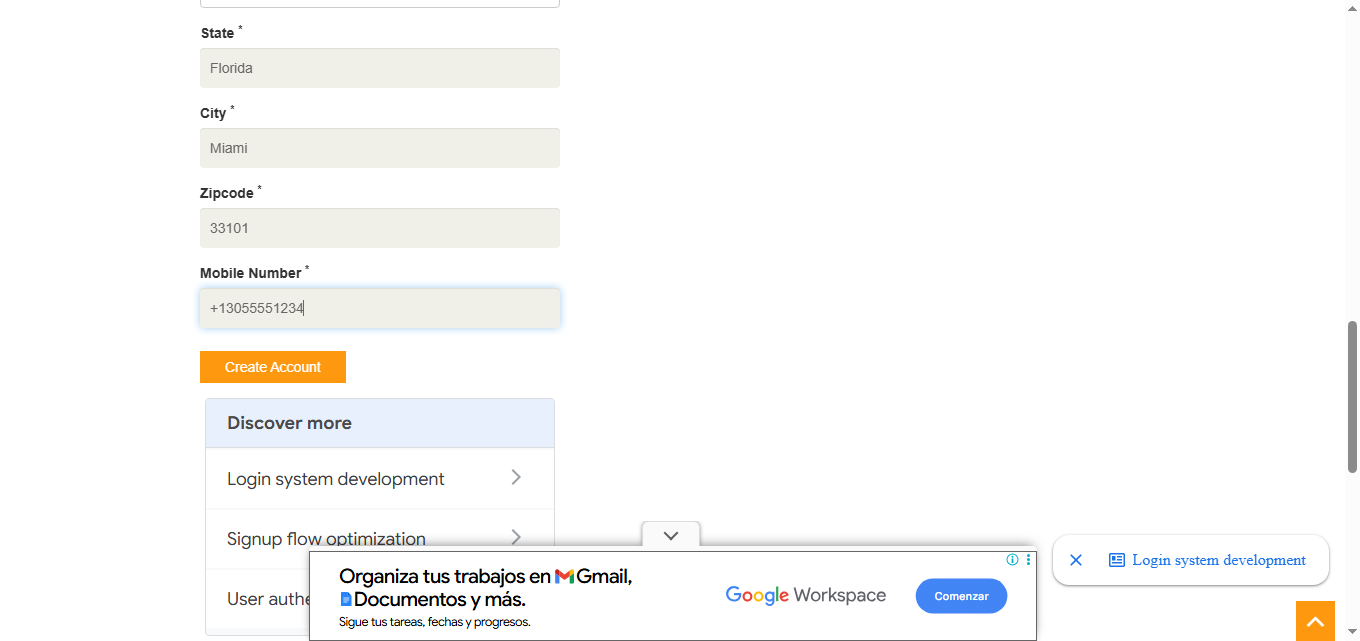 State *
Florida
City *
Miami
Zipcode *
33101
Mobile Number *
+13055551234
Create Account
Discover more
Login system development
Signup flow optimization
User authe
Organiza tus trabajos en Gmail,
Documentos y más.
Sigue tus tareas, fechas y progresos.
Google Workspace
Comenzar
Login system development